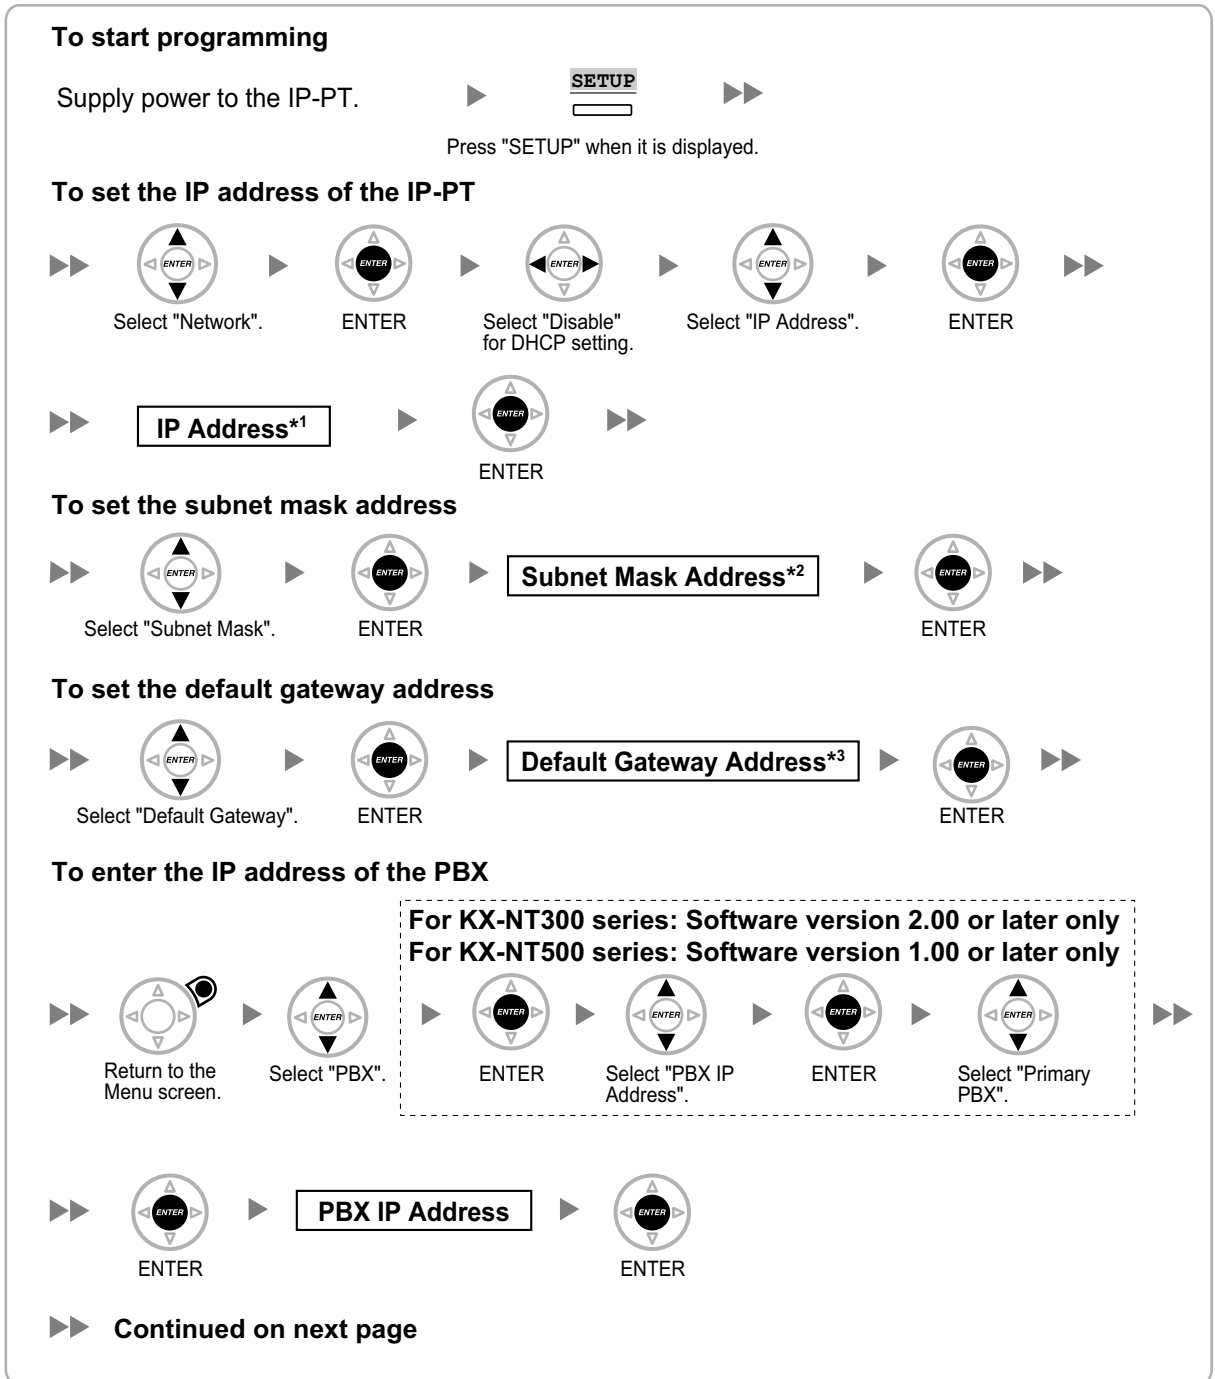 To start programming
Supply power to the IP-PT.
SETUP
Press "SETUP" when it is displayed.
To set the IP address of the IP-PT
ENTER ENTER ENTER ENTER ENTER
Select "Network". ENTER Select "Disable" Select "IP Address". ENTER
for DHCP setting.
IP Address*1 ENTER
ENTER
To set the subnet mask address
ENTER ENTER Subnet Mask Address*2 ENTER
Select "Subnet Mask". ENTER ENTER
To set the default gateway address
ENTER ENTER Default Gateway Address*3 ENTER
Select "Default Gateway". ENTER ENTER
To enter the IP address of the PBX
For KX-NT300 series: Software version 2.00 or later only
For KX-NT500 series: Software version 1.00 or later only
ENTER ENTER ENTER ENTER ENTER
Return to the Select "PBX". ENTER Select "PBX IP ENTER Select "Primary
Menu screen. Address". PBX".
ENTER PBX IP Address ENTER
ENTER ENTER
Continued on next page